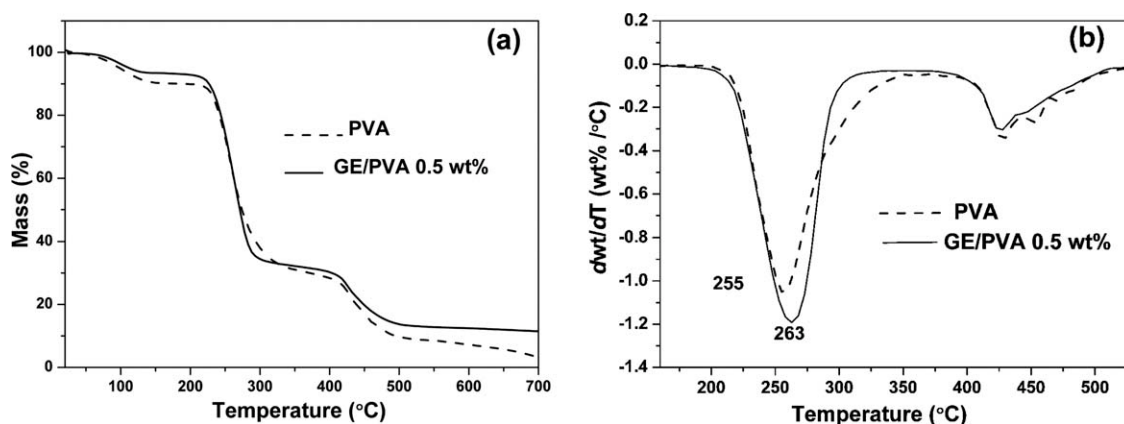 (a)
100
80
60
40
20
0
Mass (%)
PVA
GE/PVA 0.5 wt%
100 200 300 400 500 600 700
Temperature (°C)
(b)
0.2
0.0
-0.2
-0.4
-0.6
-0.8
-1.0
-1.2
-1.4
dwt/dT (wt% /°C)
PVA
GE/PVA 0.5 wt%
255
263
200 250 300 350 400 450 500
Temperature (°C)